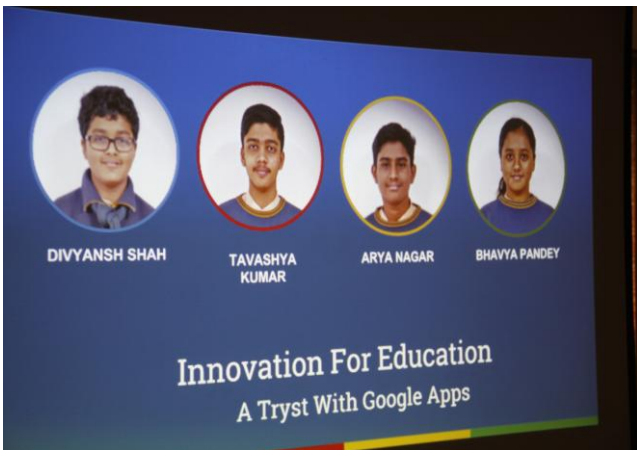 DIVYANSH SHAH
TAVASHYA
KUMAR
ARYA NAGAR
BHAVYA PANDEY
Innovation For Education
A Tryst With Google Apps